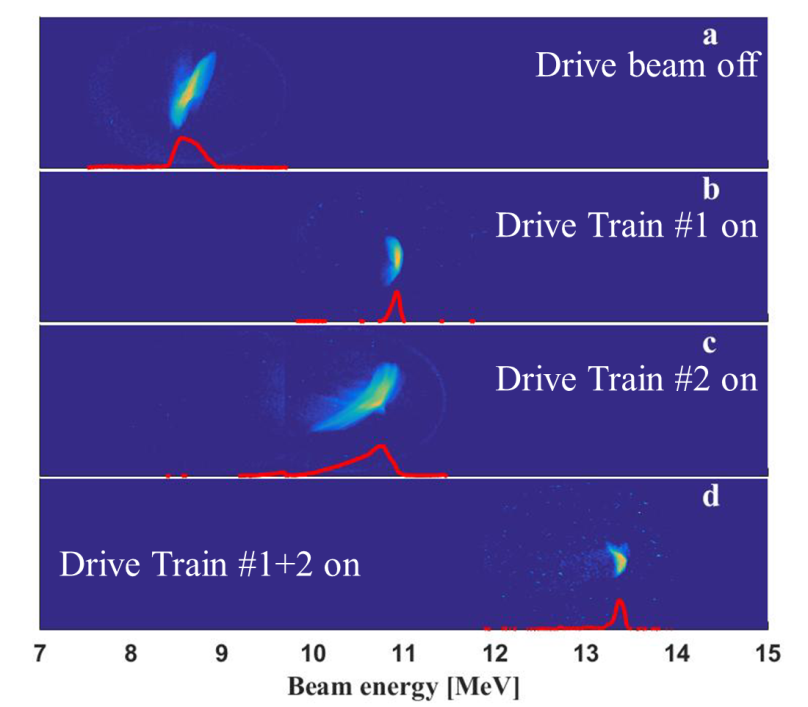 a
Drive beam off
b
Drive Train #1 on
c
Drive Train #2 on
d
Drive Train #1+2 on
7 8 9 10 11 12 13 14 15
Beam energy [MeV]